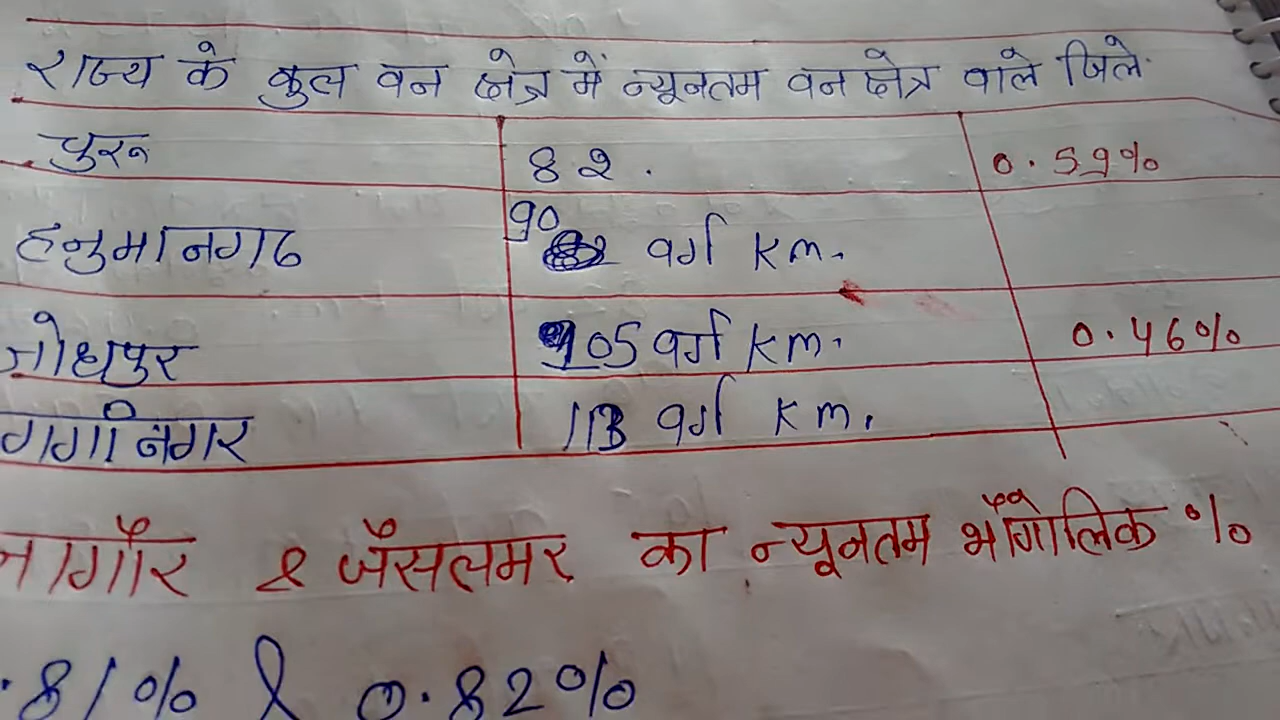 राज्य के कुल वन क्षेत्र में न्यूनतम वन क्षेत्र वाले जिले
चुरू 82. 0.59%
हनुमानगढ 90 वर्ग km.
जोधपुर 105 वर्ग km. 0.46%
गगांनगर 113 वर्ग km.
नागौर & जैसलमर का न्यूनतम भौगोलिक %
.81% & 0.82%